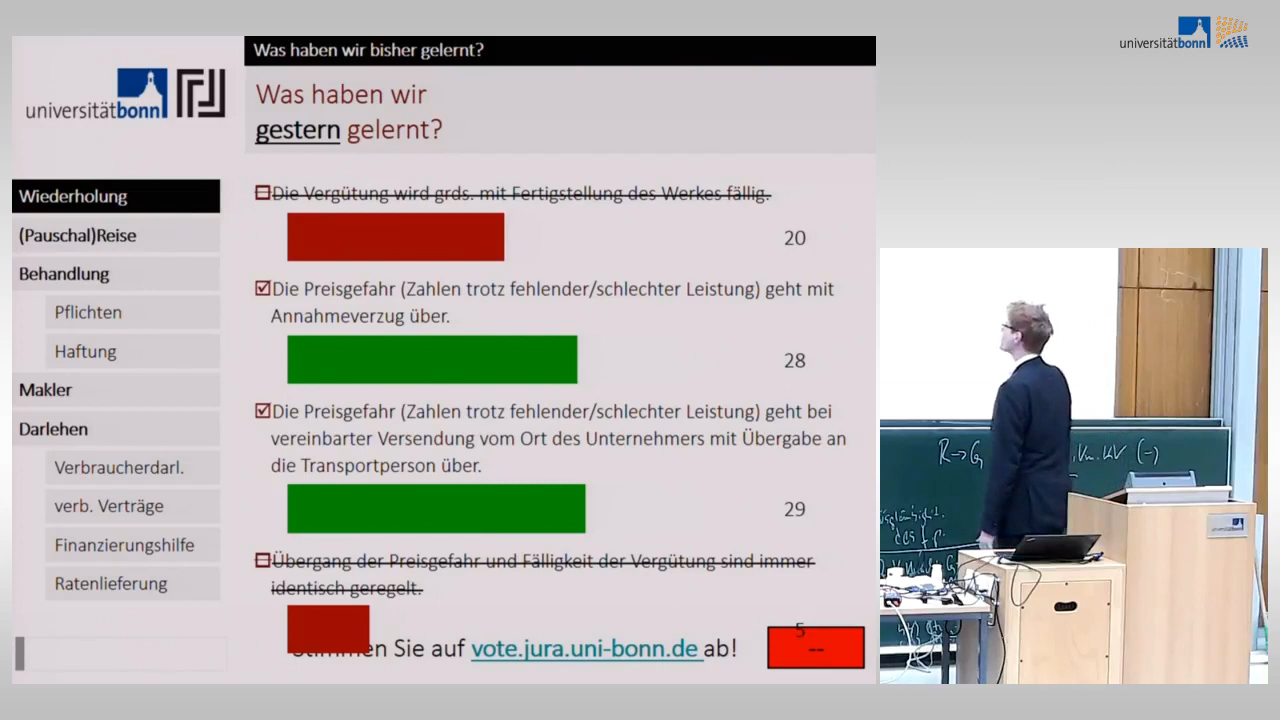 universitätbonn
Was haben wir bisher gelernt?
universitätbonn
Was haben wir
gestern gelernt?
Wiederholung
(Pauschal)Reise
Behandlung
Pflichten
Haftung
Makler
Darlehen
Verbraucherdarl.
verb. Verträge
Finanzierungshilfe
Ratenlieferung
Die Vergütung wird grds. mit Fertigstellung des Werkes fällig.
20
Die Preisgefahr (Zahlen trotz fehlender/schlechter Leistung) geht mit
Annahmeverzug über.
28
Die Preisgefahr (Zahlen trotz fehlender/schlechter Leistung) geht bei
vereinbarter Versendung vom Ort des Unternehmers mit Übergabe an
die Transportperson über.
29
Übergang der Preisgefahr und Fälligkeit der Vergütung sind immer
identisch geregelt.
5
Stimmen Sie auf vote.jura.uni-bonn.de ab!
--
R→G
(-)